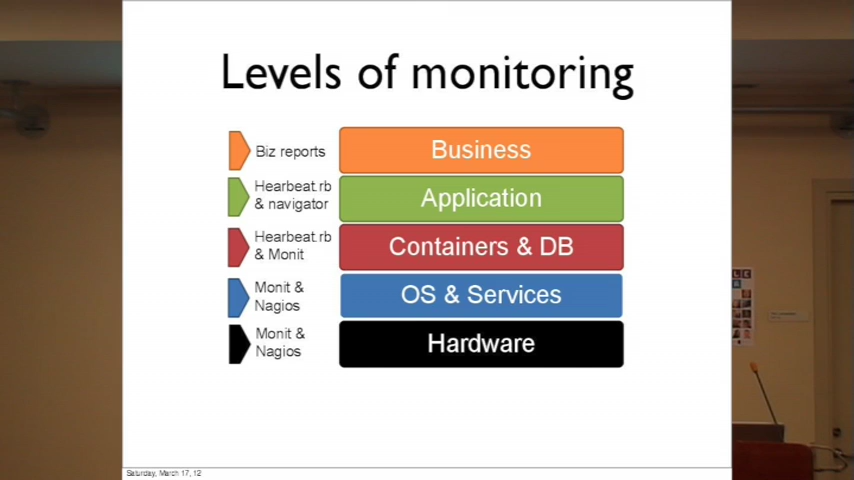 Levels of monitoring
Biz reports
Business
Hearbeat.rb
& navigator
Application
Hearbeat.rb
& Monit
Containers & DB
Monit &
Nagios
OS & Services
Monit &
Nagios
Hardware
Saturday, March 17, 12